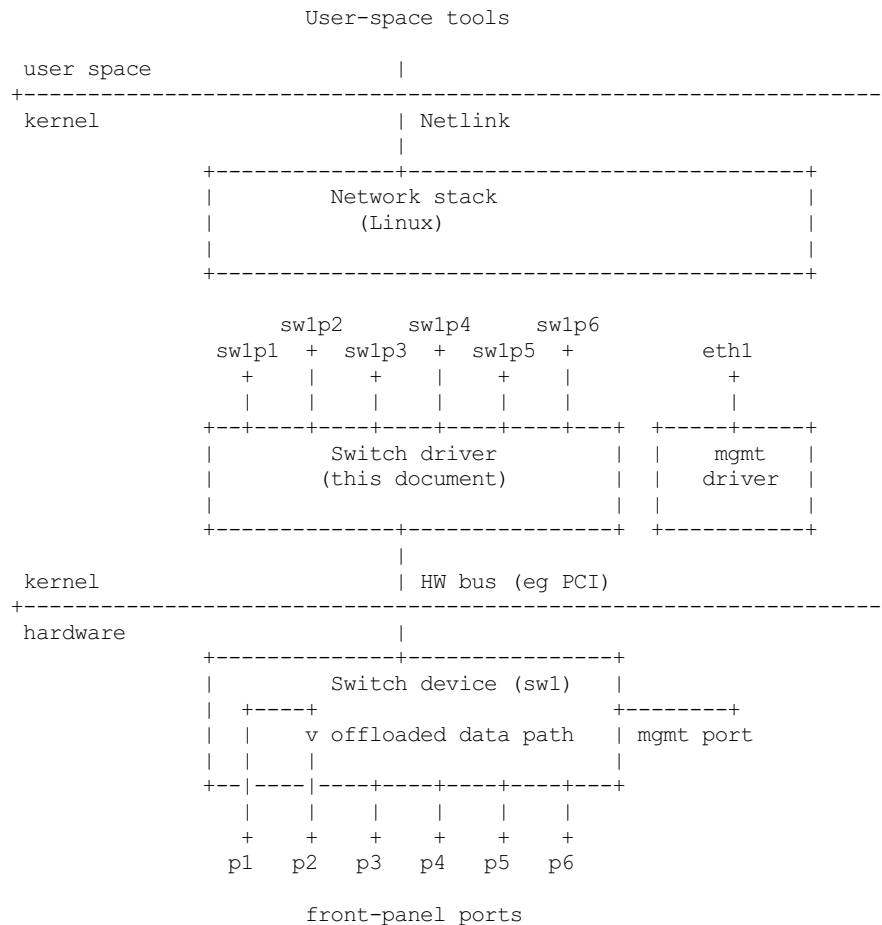 User-space tools
user space
kernel | Netlink
Network stack
(Linux)
sw1p2 sw1p4 sw1p6
sw1p1 + sw1p3 + sw1p5 + eth1
Switch driver mgmt
(this document) driver
kernel HW bus (eg PCI)
hardware
Switch device (sw1)
v offloaded data path mgmt port
p1 p2 p3 p4 p5 p6
front-panel ports